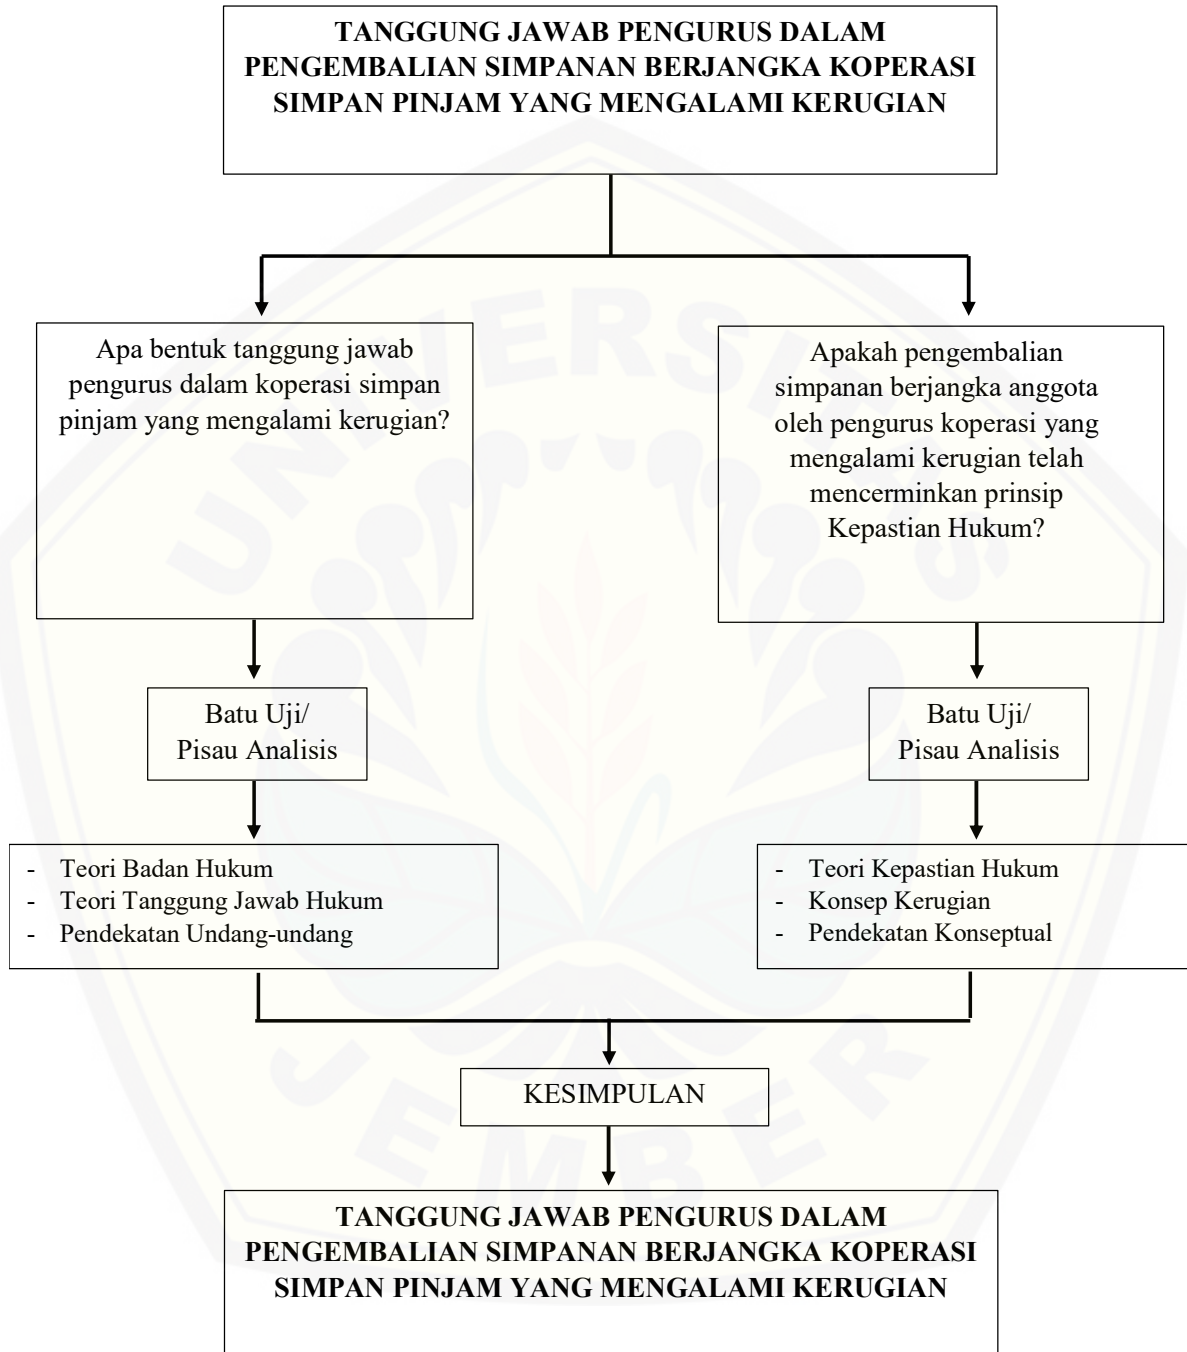 TANGGUNG JAWAB PENGURUS DALAM
PENGEMBALIAN SIMPANAN BERJANGKA KOPERASI
SIMPAN PINJAM YANG MENGALAMI KERUGIAN
Apa bentuk tanggung jawab
pengurus dalam koperasi simpan
pinjam yang mengalami kerugian?
Apakah pengembalian
simpanan berjangka anggota
oleh pengurus koperasi yang
mengalami kerugian telah
mencerminkan prinsip
Kepastian Hukum?
Batu Uji/
Pisau Analisis
Batu Uji/
Pisau Analisis
- Teori Badan Hukum
- Teori Tanggung Jawab Hukum
- Pendekatan Undang-undang
- Teori Kepastian Hukum
- Konsep Kerugian
- Pendekatan Konseptual
KESIMPULAN
TANGGUNG JAWAB PENGURUS DALAM
PENGEMBALIAN SIMPANAN BERJANGKA KOPERASI
SIMPAN PINJAM YANG MENGALAMI KERUGIAN
UNIVERSITAS
JEMBER